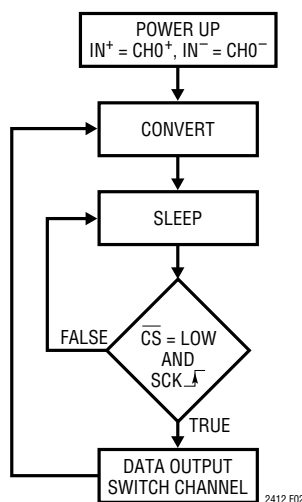 POWER UP
IN⁺ = CH0⁺, IN⁻ = CH0⁻
CONVERT
SLEEP
FALSE
C̅S̅ = LOW
AND
SCK
TRUE
DATA OUTPUT
SWITCH CHANNEL
2412 F02